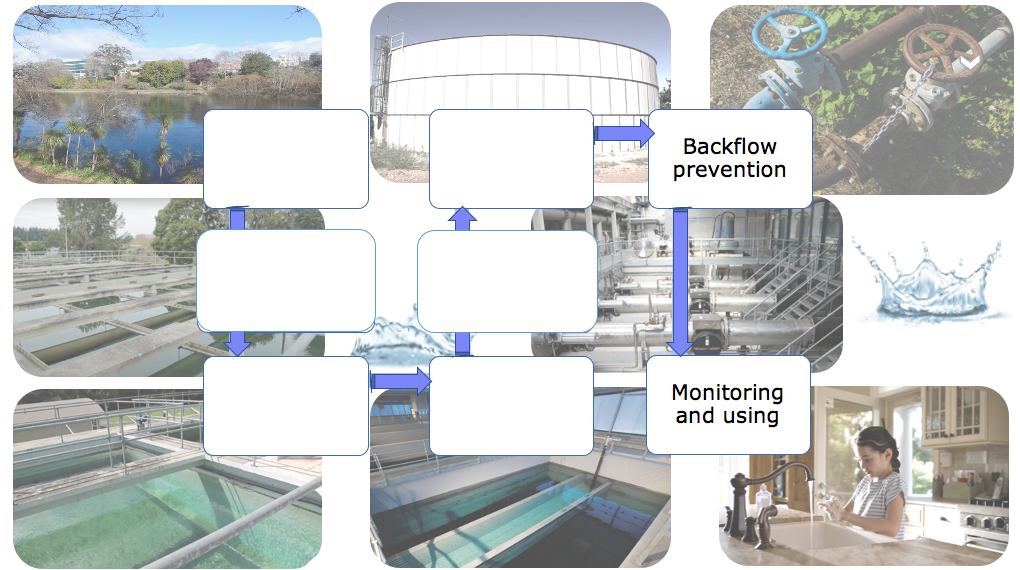 Backflow
prevention
Monitoring
and using